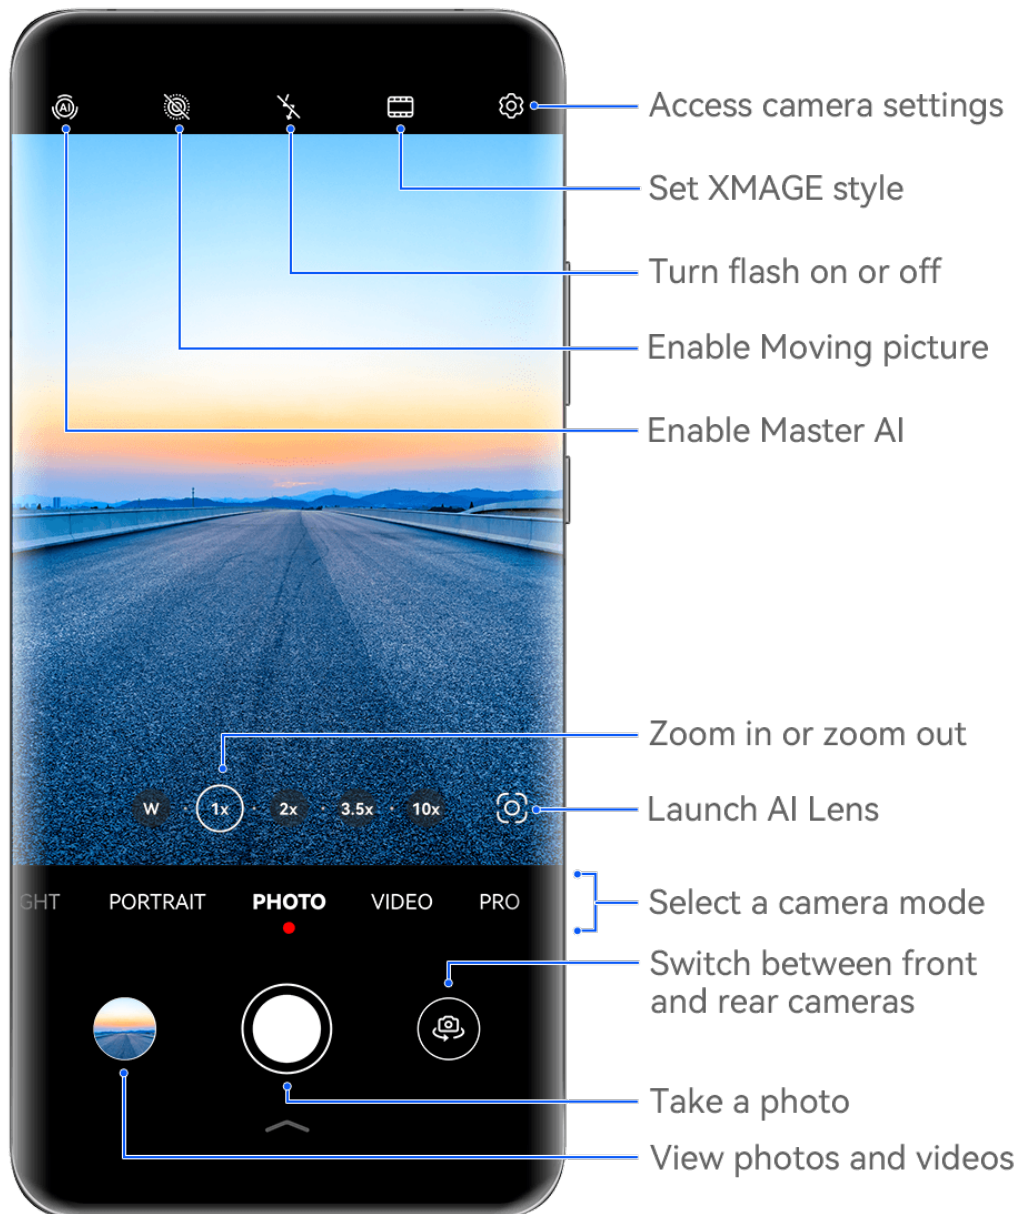 AI
Access camera settings
Set XMAGE style
Turn flash on or off
Enable Moving picture
Enable Master AI
Zoom in or zoom out
W 1x 2x 3.5x 10x
Launch AI Lens
GHT PORTRAIT PHOTO VIDEO PRO
Select a camera mode
Switch between front
and rear cameras
Take a photo
View photos and videos